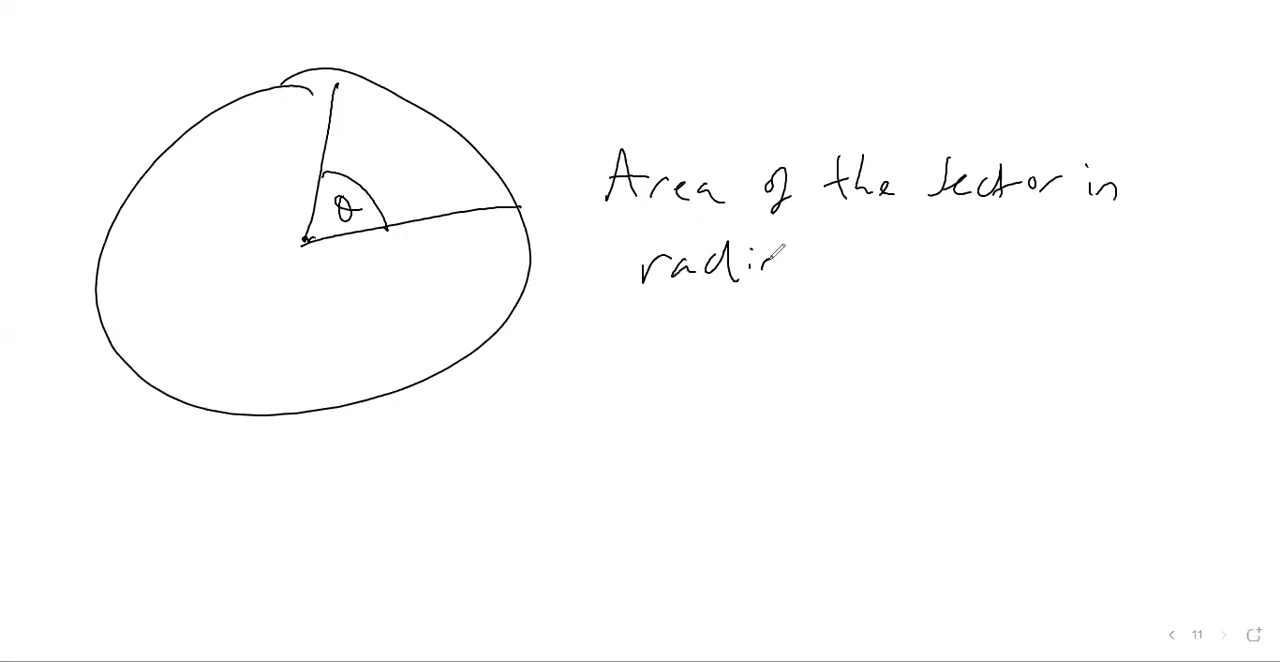 θ
Area of the Sector in
radi
11